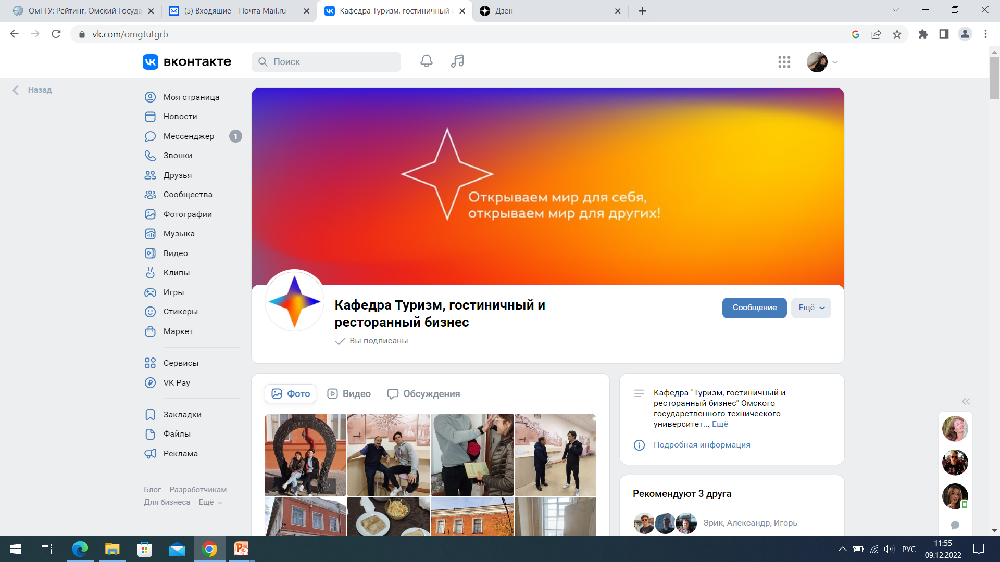 ОмГТУ: Рейтинг. Омский Госуда
(5) Входящие - Почта Mail.ru
Кафедра Туризм, гостиничный и
Дзен
vk.com/omgtutgrb
вконтакте
Поиск
Назад
Моя страница
Новости
Мессенджер 1
Звонки
Друзья
Сообщества
Фотографии
Музыка
Видео
Клипы
Игры
Стикеры
Маркет
Сервисы
VK Pay
Закладки
Файлы
Реклама
Блог Разработчикам
Для бизнеса Ещё
Открываем мир для себя,
открываем мир для других!
Кафедра Туризм, гостиничный и
ресторанный бизнес
Вы подписаны
Сообщение Ещё
Фото Видео Обсуждения
Кафедра "Туризм, гостиничный и
ресторанный бизнес" Омского
государственного технического
университет... Ещё
Подробная информация
Рекомендуют 3 друга
Эрик, Александр, Игорь
РУС
11:55
09.12.2022